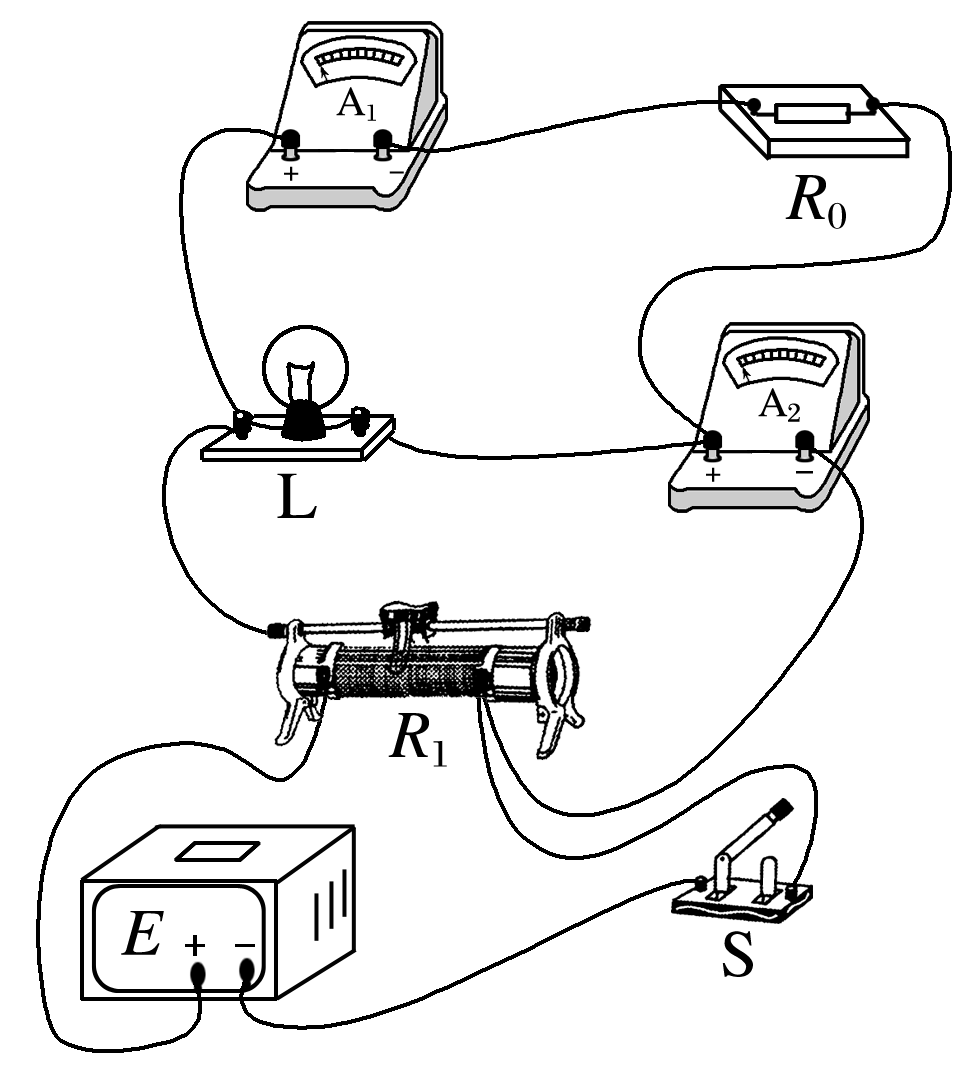 A₁
+ −
R₀
A₂
+ −
L
R₁
E + −
S